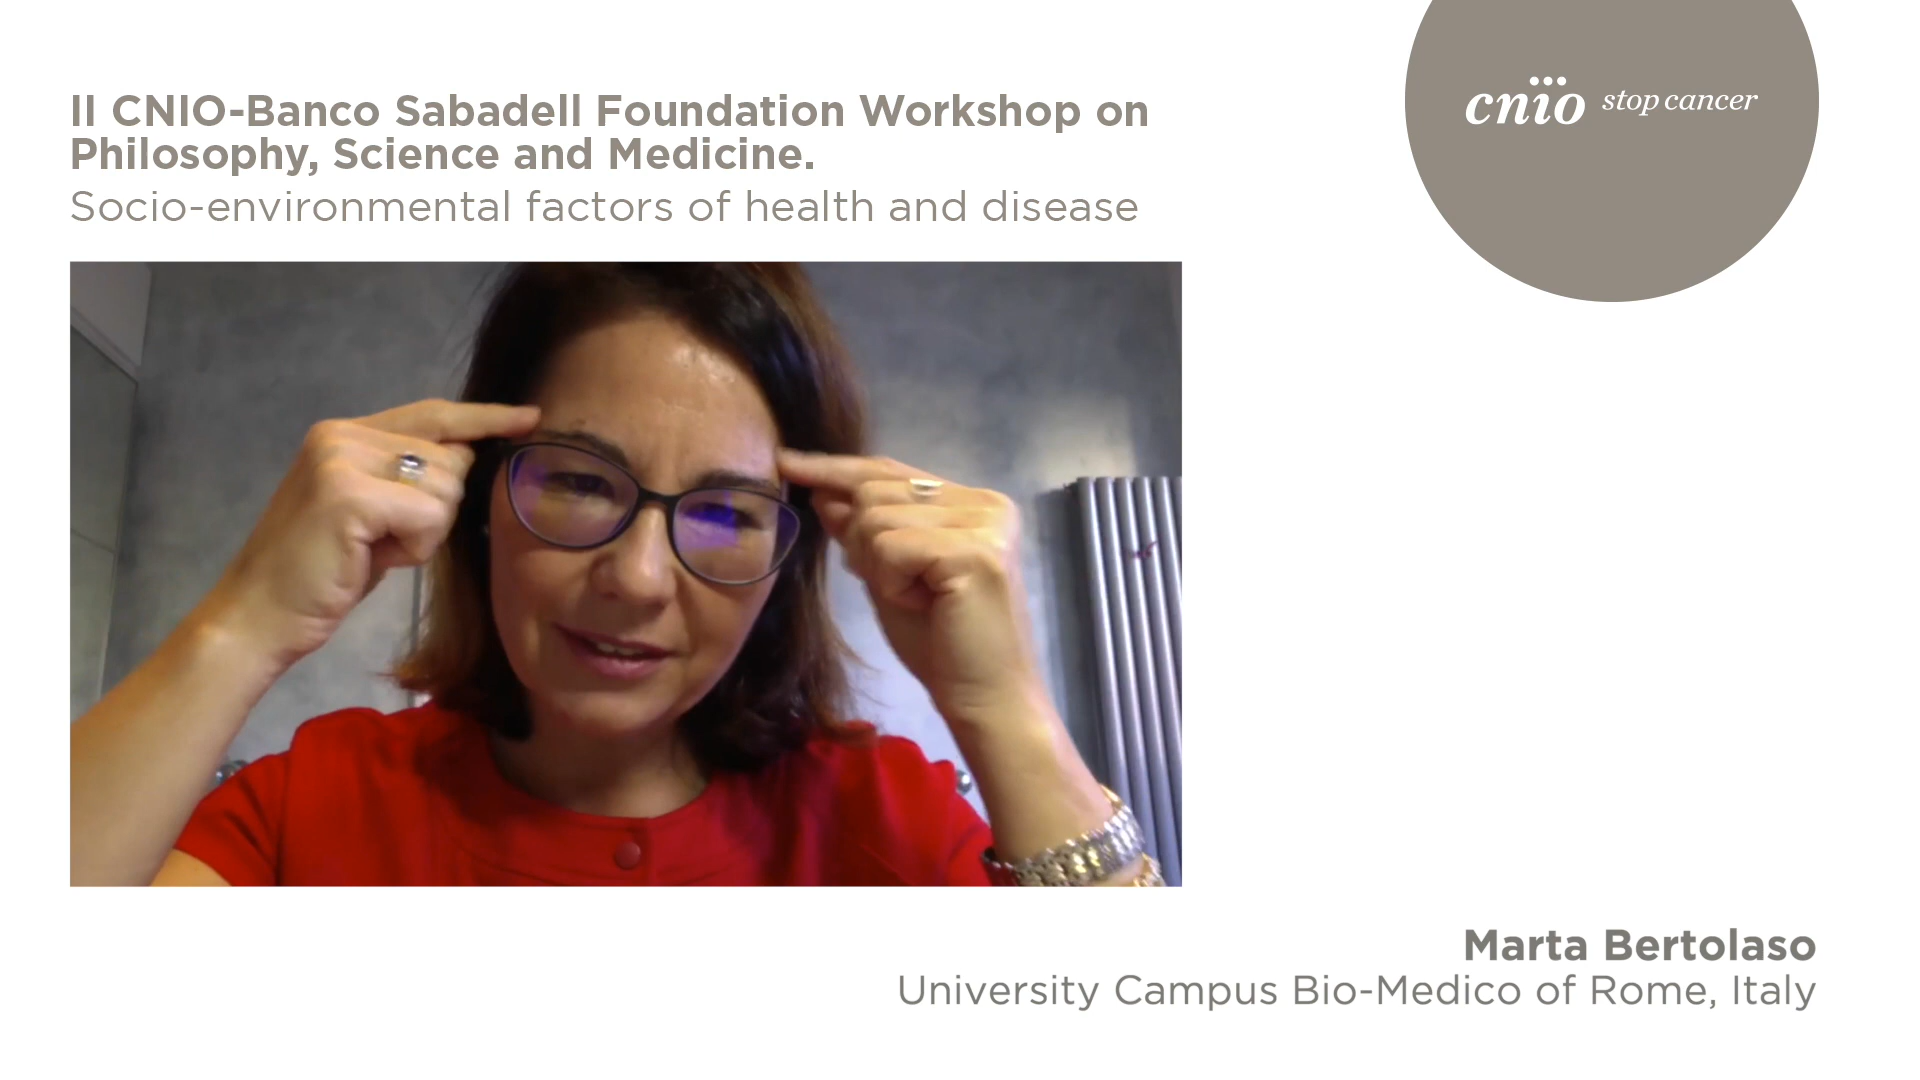 II CNIO-Banco Sabadell Foundation Workshop on
Philosophy, Science and Medicine.
Socio-environmental factors of health and disease
cnio stop cancer
Marta Bertolaso
University Campus Bio-Medico of Rome, Italy